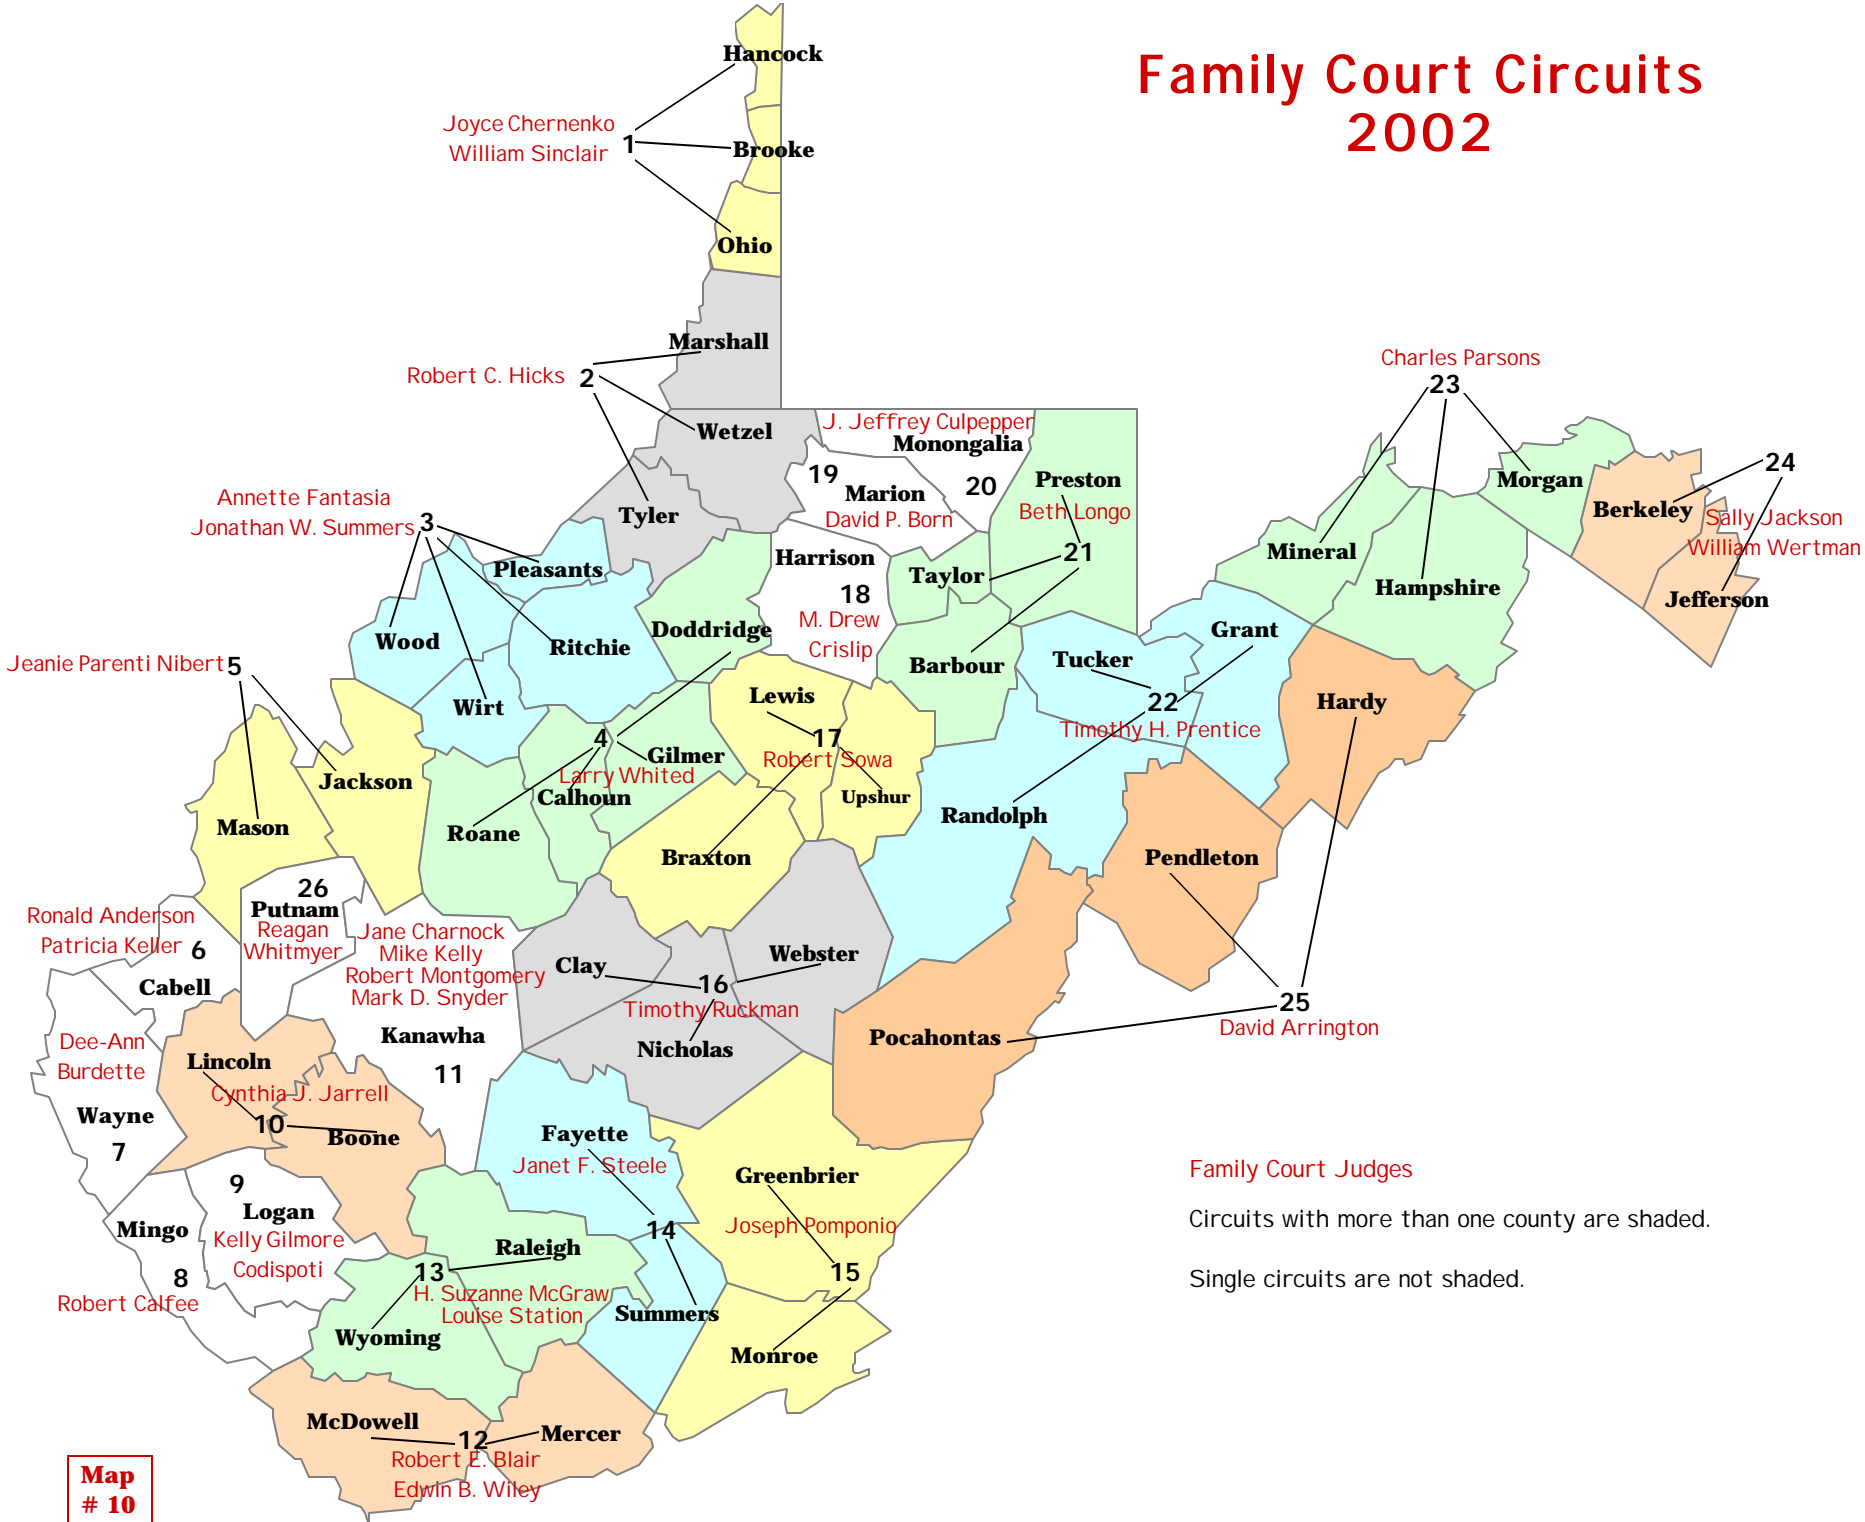 Family Court Circuits
2002
Hancock
Joyce Chernenko
William Sinclair
1
Brooke
Ohio
Marshall
Robert C. Hicks
2
Wetzel
Tyler
Charles Parsons
23
J. Jeffrey Culpepper
Monongalia
20
19
Marion
David P. Born
Preston
Beth Longo
21
Morgan
24
Berkeley
Sally Jackson
William Wertman
Jefferson
Mineral
Hampshire
Annette Fantasia
Jonathan W. Summers
3
Pleasants
Harrison
18
M. Drew
Crislip
Taylor
Barbour
Wood
Ritchie
Doddridge
Wirt
Tucker
Grant
22
Timothy H. Prentice
Hardy
Jeanie Parenti Nibert
5
Jackson
Mason
4
Larry Whited
Gilmer
Calhoun
Roane
Lewis
17
Robert Sowa
Upshur
Braxton
Randolph
Pendleton
26
Putnam
Reagan
Whitmyer
Ronald Anderson
Patricia Keller
6
Cabell
Jane Charnock
Mike Kelly
Robert Montgomery
Mark D. Snyder
Kanawha
11
Clay
Webster
16
Timothy Ruckman
Nicholas
Pocahontas
25
David Arrington
Dee-Ann
Burdette
Wayne
7
Lincoln
Cynthia J. Jarrell
10
Boone
Fayette
Janet F. Steele
14
Greenbrier
Joseph Pomponio
15
9
Logan
Kelly Gilmore
Codispoti
Mingo
8
Robert Calfee
Raleigh
13
H. Suzanne McGraw
Louise Station
Wyoming
Summers
Monroe
McDowell
12
Mercer
Robert E. Blair
Edwin B. Wiley
Family Court Judges
Circuits with more than one county are shaded.
Single circuits are not shaded.
Map
# 10